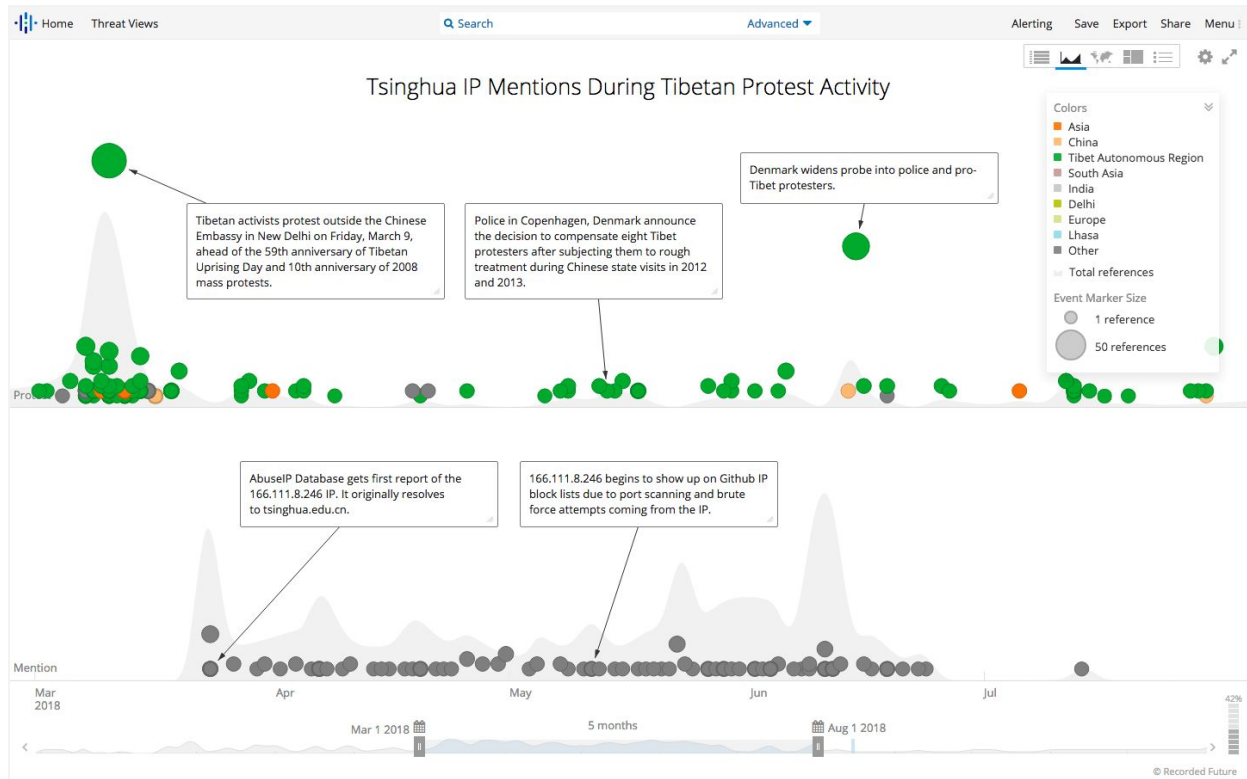 Home Threat Views Search Advanced Alerting Save Export Share Menu
Tsinghua IP Mentions During Tibetan Protest Activity
Colors
Asia
China
Tibet Autonomous Region
South Asia
India
Delhi
Europe
Lhasa
Other
Total references
Event Marker Size
1 reference
50 references
Denmark widens probe into police and pro-
Tibet protesters.
Tibetan activists protest outside the Chinese
Embassy in New Delhi on Friday, March 9,
ahead of the 59th anniversary of Tibetan
Uprising Day and 10th anniversary of 2008
mass protests.
Police in Copenhagen, Denmark announce
the decision to compensate eight Tibet
protesters after subjecting them to rough
treatment during Chinese state visits in 2012
and 2013.
AbuseIP Database gets first report of the
166.111.8.246 IP. It originally resolves
to tsinghua.edu.cn.
166.111.8.246 begins to show up on Github IP
block lists due to port scanning and brute
force attempts coming from the IP.
Mention
Mar Apr May Jun Jul
2018
42%
Mar 1 2018 5 months Aug 1 2018
© Recorded Future